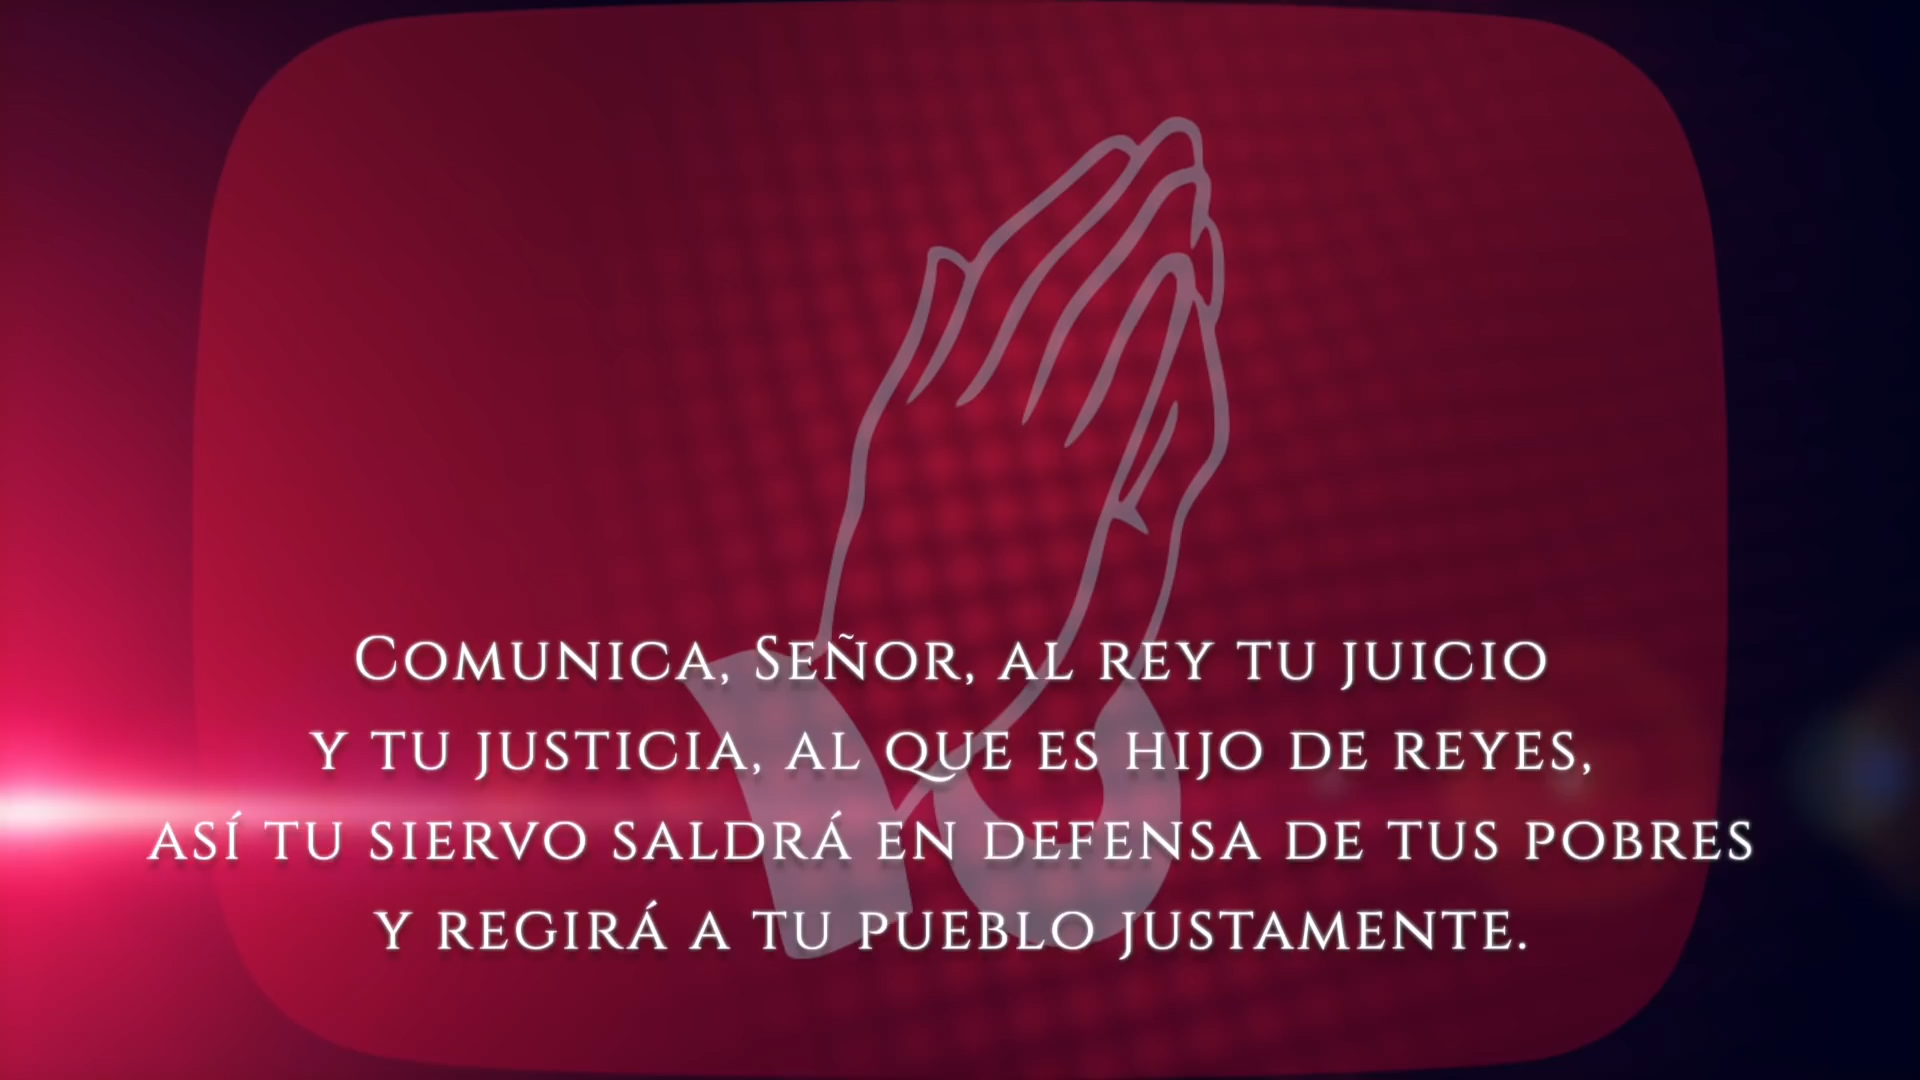 Comunica, Señor, al rey tu juicio
y tu justicia, al que es hijo de reyes,
así tu siervo saldrá en defensa de tus pobres
y regirá a tu pueblo justamente.